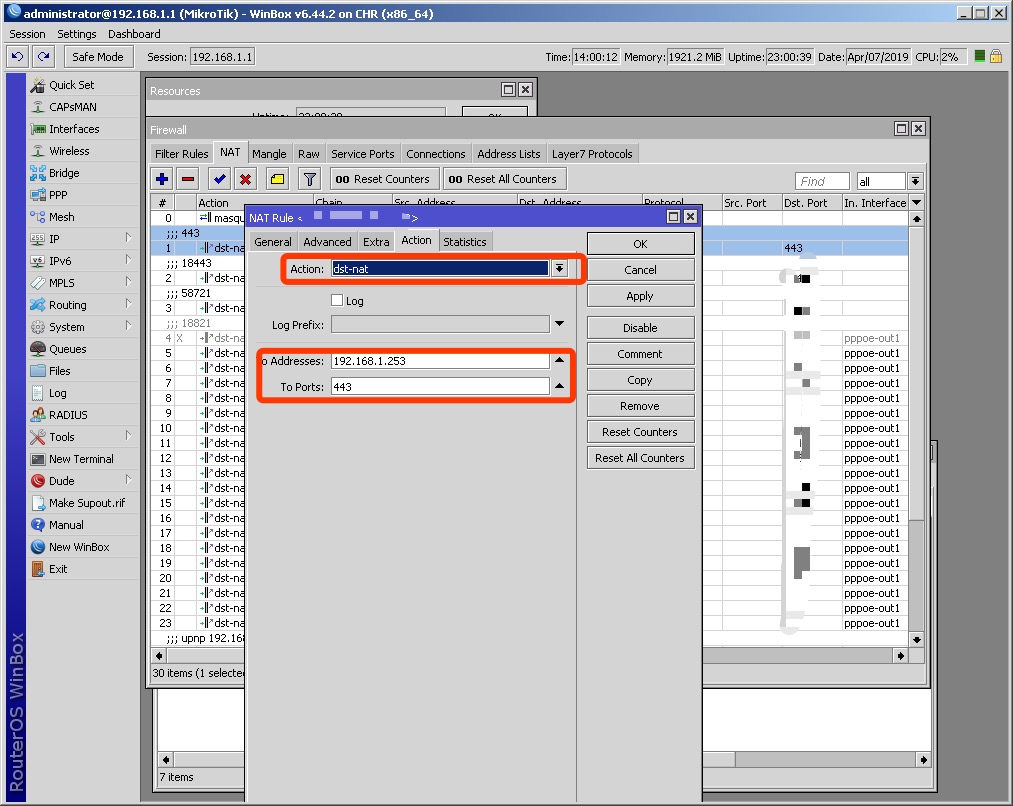 administrator@192.168.1.1 (MikroTik) - WinBox v6.44.2 on CHR (x86_64)
Session Settings Dashboard
Safe Mode Session: 192.168.1.1 Time: 14:00:12 Memory: 1921.2 MiB Uptime: 23:00:39 Date: Apr/07/2019 CPU: 2%
Quick Set
CAPsMAN
Interfaces
Wireless
Bridge
PPP
Mesh
IP
IPv6
MPLS
Routing
System
Queues
Files
Log
RADIUS
Tools
New Terminal
Dude
Make Supout.rif
Manual
New WinBox
Exit
RouterOS WinBox
Resources
Firewall
Filter Rules NAT Mangle Raw Service Ports Connections Address Lists Layer7 Protocols
00 Reset Counters 00 Reset All Counters Find all
# Action Chain Src. Address Dst. Address Protocol Src. Port Dst. Port In. Interface
0 masqu
;;; 443
1 dst-na 443
;;; 18443
2 dst-na
;;; 58721
3 dst-na
;;; 18821
4 X dst-na pppoe-out1
5 dst-na pppoe-out1
6 dst-na pppoe-out1
7 dst-na pppoe-out1
8 dst-na pppoe-out1
9 dst-na pppoe-out1
10 dst-na pppoe-out1
11 dst-na pppoe-out1
12 dst-na pppoe-out1
13 dst-na pppoe-out1
14 dst-na pppoe-out1
15 dst-na pppoe-out1
16 dst-na pppoe-out1
17 dst-na pppoe-out1
18 dst-na pppoe-out1
19 dst-na pppoe-out1
20 dst-na pppoe-out1
21 dst-na pppoe-out1
22 dst-na pppoe-out1
23 dst-na pppoe-out1
;;; upnp 192.168
30 items (1 selected
7 items
NAT Rule < >
General Advanced Extra Action Statistics
Action: dst-nat
Log
Log Prefix:
o Addresses: 192.168.1.253
To Ports: 443
OK
Cancel
Apply
Disable
Comment
Copy
Remove
Reset Counters
Reset All Counters